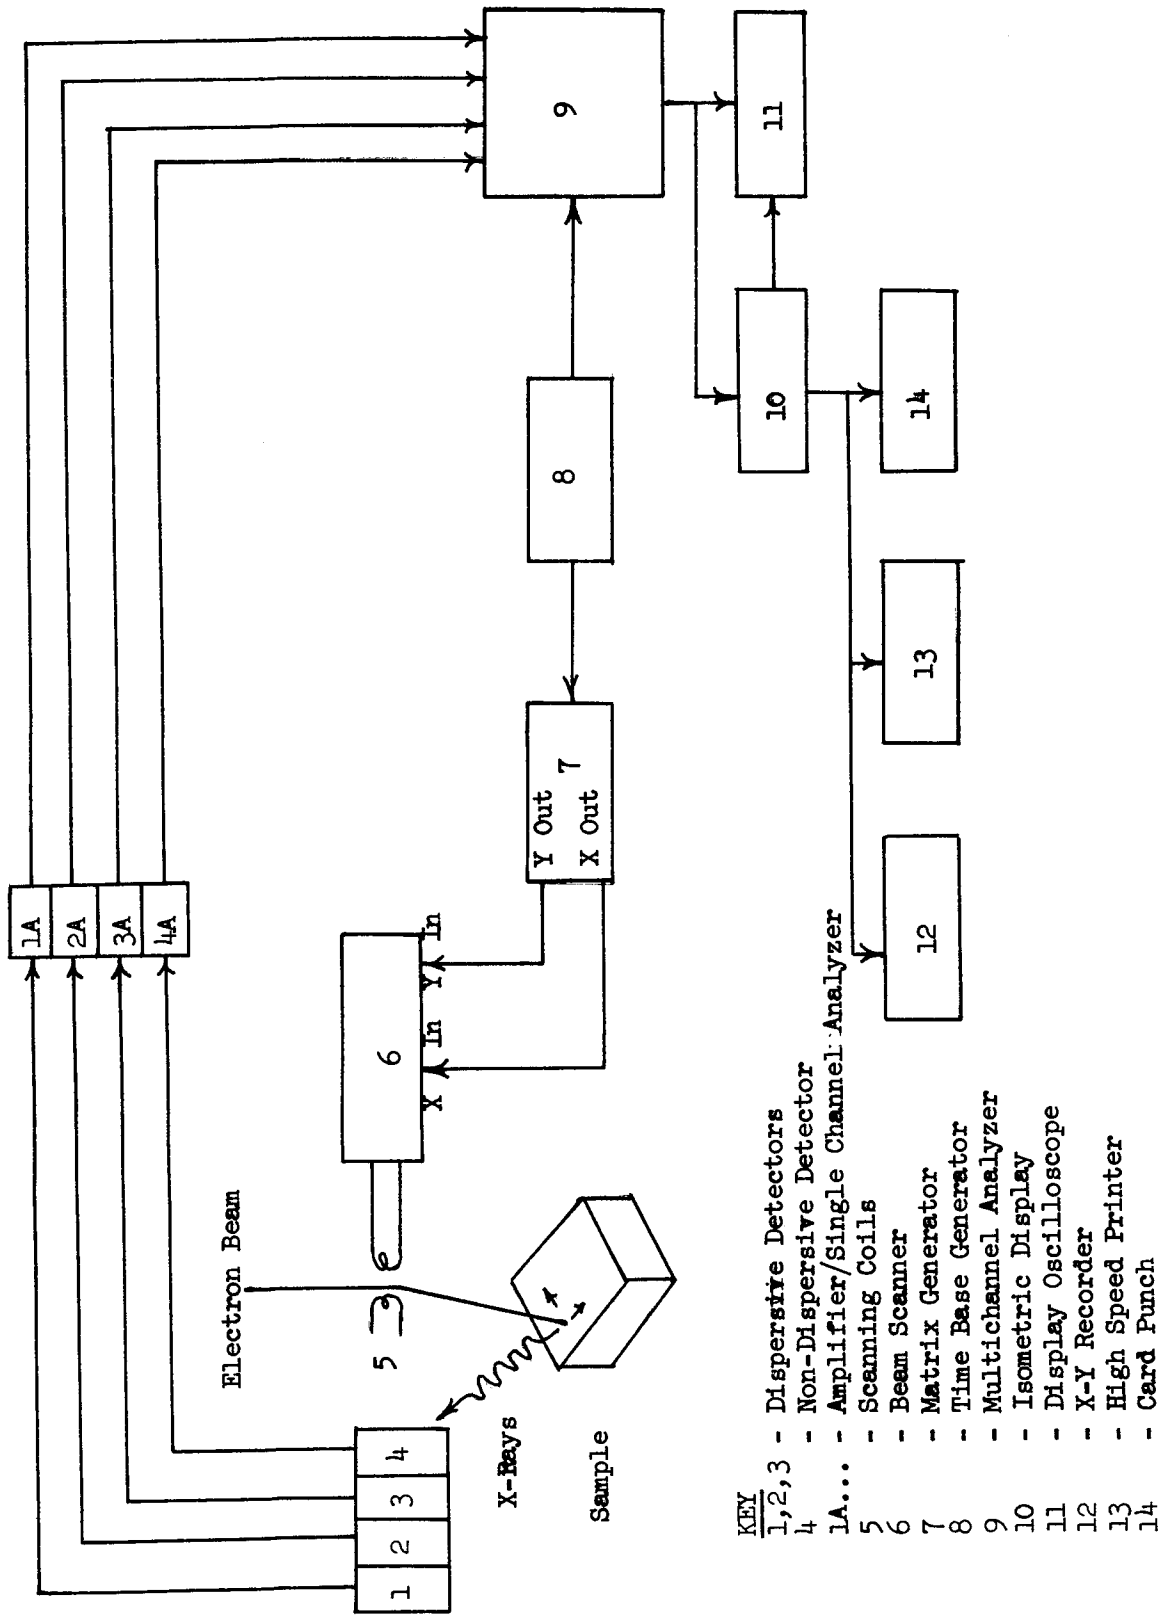 1A
2A
3A
4A
9
11
10
14
8
13
12
Y Out
7
X Out
6
X In
Y In
Electron Beam
5
1
2
3
4
X-Rays
Sample
KEY
1,2,3 - Dispersive Detectors
4 - Non-Dispersive Detector
1A... - Amplifier/Single Channel Analyzer
5 - Scanning Coils
6 - Beam Scanner
7 - Matrix Generator
8 - Time Base Generator
9 - Multichannel Analyzer
10 - Isometric Display
11 - Display Oscilloscope
12 - X-Y Recorder
13 - High Speed Printer
14 - Card Punch